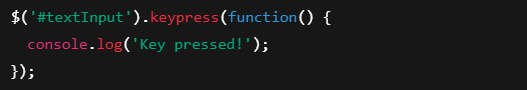 $('#textInput').keypress(function() {
  console.log('Key pressed!');
});